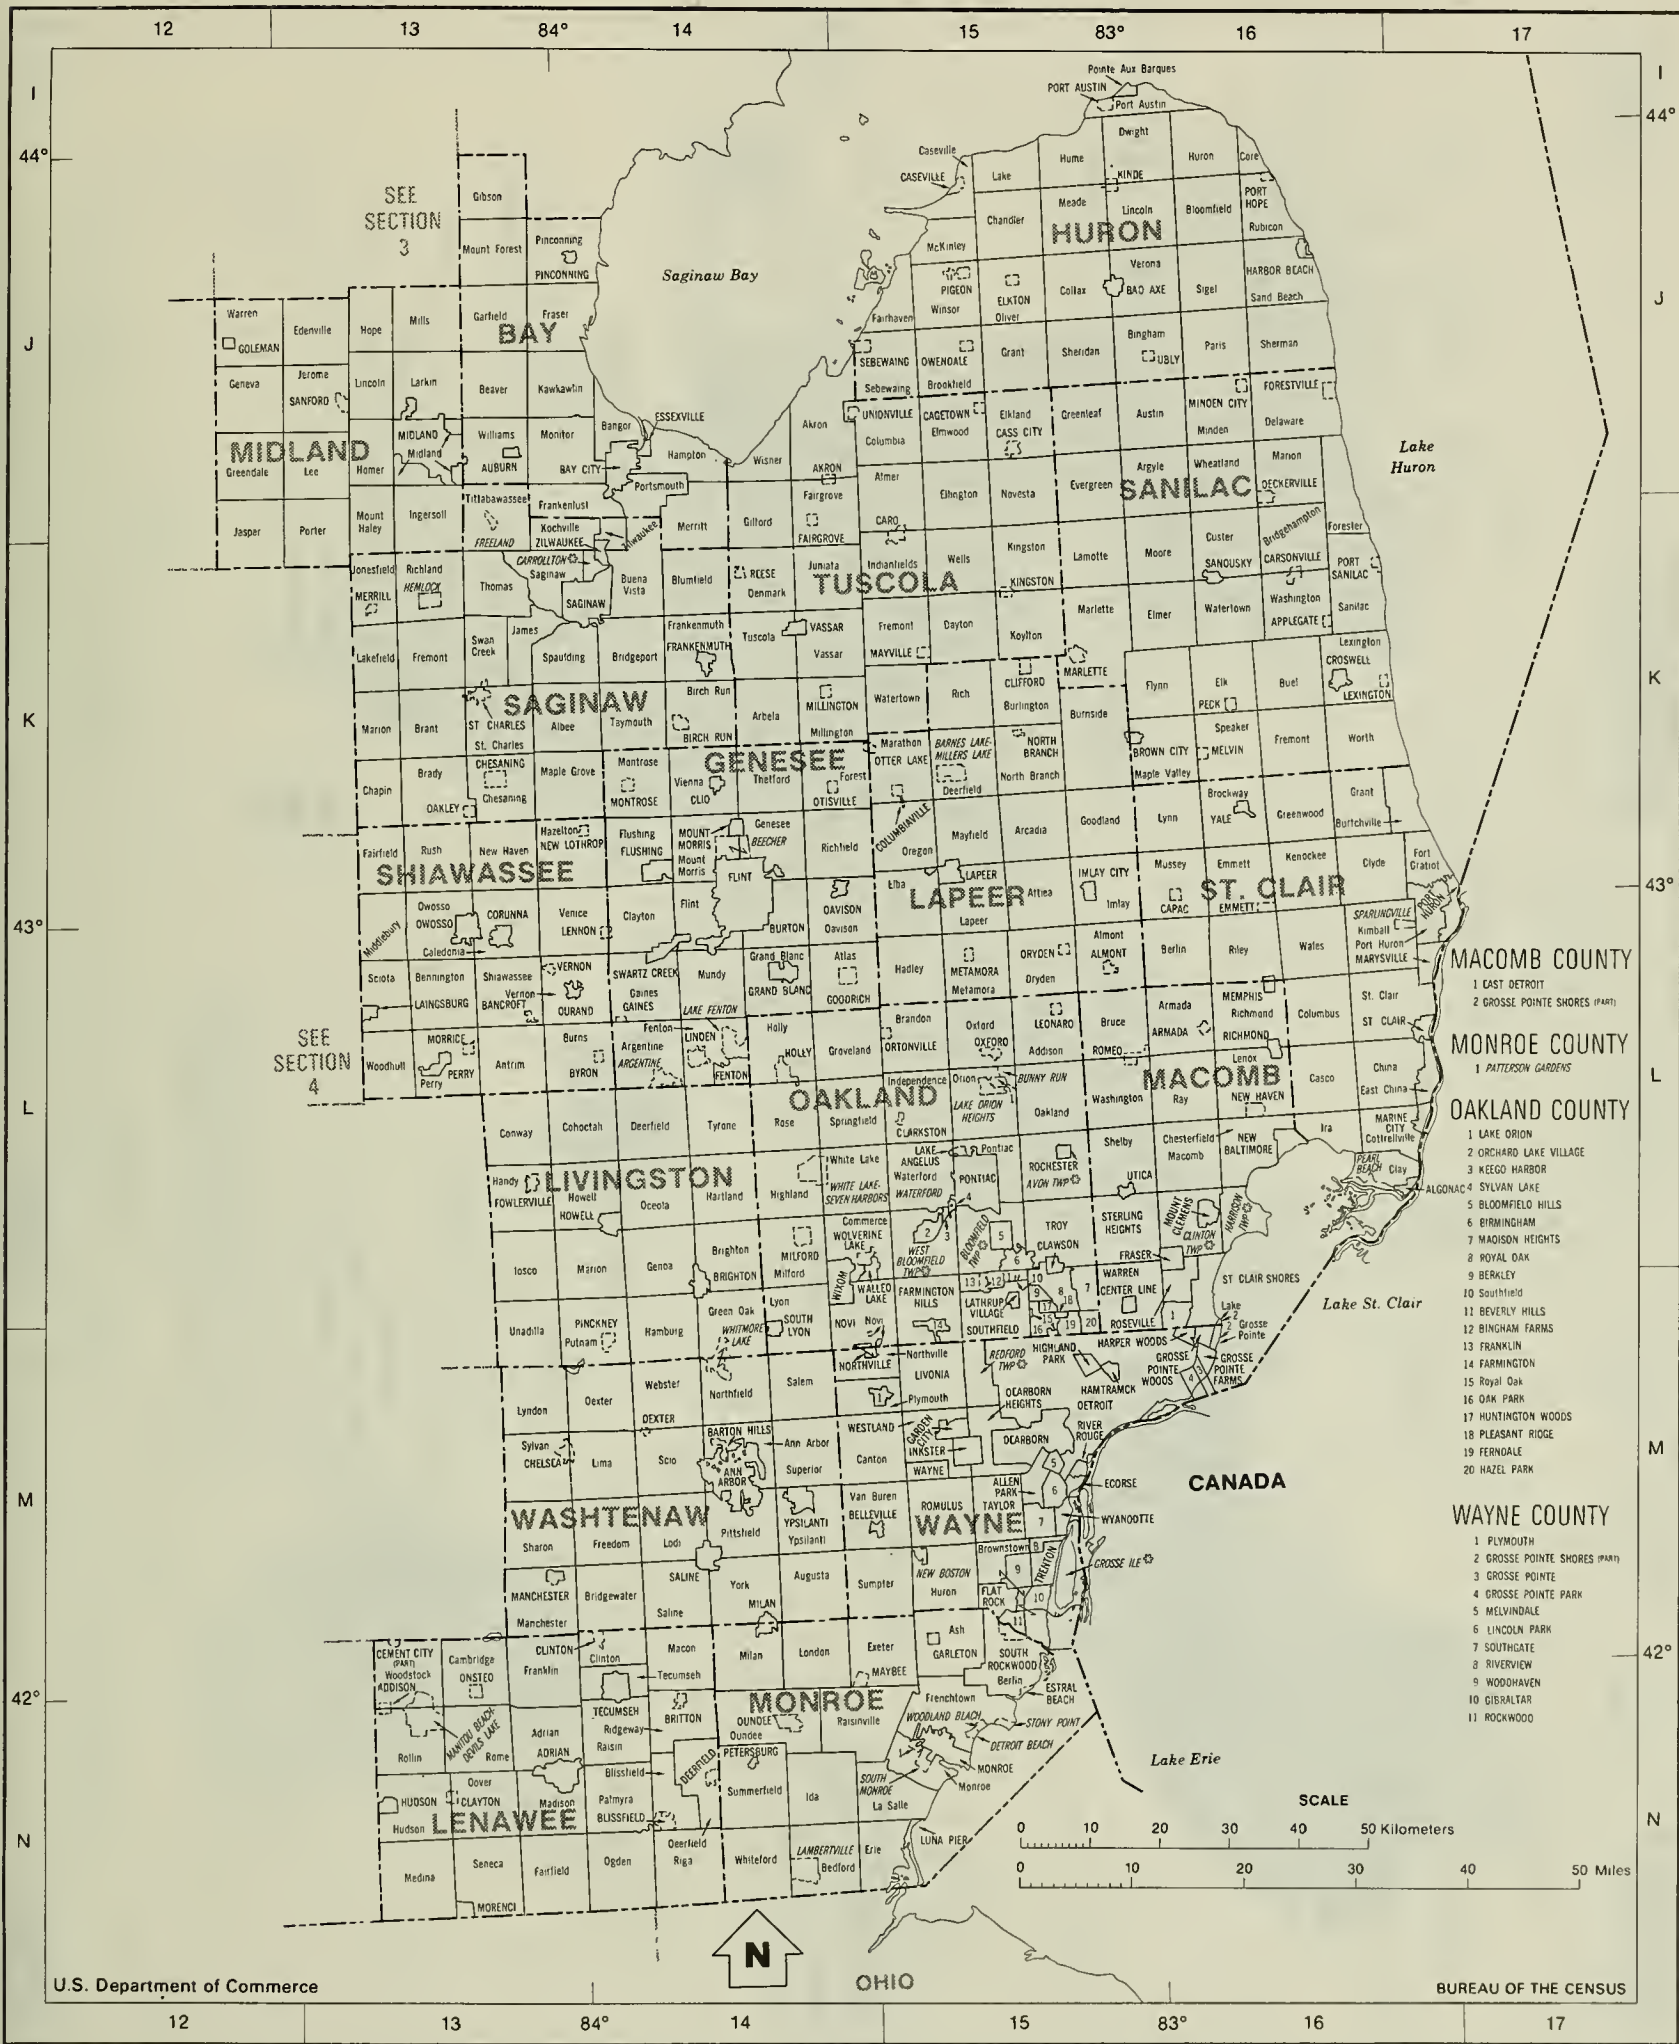 12 13 84° 14 15 83° 16 17
I
44°
J
K
43°
L
M
42°
N
I
44°
J
K
43°
L
M
42°
N
SEE
SECTION
3
SEE
SECTION
4
Saginaw Bay
Lake
Huron
Lake St. Clair
Lake Erie
CANADA
OHIO
HURON
Pointe Aux Barques
PORT AUSTIN
Port Austin
Dwight
Caseville
CASEVILLE
Lake
Hume
Huron
Gore
KINDE
PORT
HOPE
Meade
Lincoln
Bloomfield
Rubicon
Chandler
McKinley
Verona
HARBOR BEACH
PIGEON
Winsor
ELKTON
Oliver
Colfax
BAD AXE
Sigel
Sand Beach
Fairhaven
Bingham
UBLY
Paris
Sherman
SEBEWAING
OWENDALE
Grant
Sheridan
Sebewaing
Brookfield
BAY
Gibson
Mount Forest
Pinconning
PINCONNING
Garfield
Fraser
Beaver
Kawkawlin
Williams
Monitor
Bangor
ESSEXVILLE
AUBURN
BAY CITY
Hampton
Portsmouth
Frankenlust
Merritt
MIDLAND
Warren
GOLEMAN
Edenville
Hope
Mills
Geneva
Jerome
SANFORD
Lincoln
Larkin
MIDLAND
Midland
Greendale
Lee
Homer
Jasper
Porter
Mount
Haley
Ingersoll
TUSCOLA
Akron
UNIONVILLE
CAGETOWN
Elkland
CASS CITY
Columbia
Elmwood
Wisner
AKRON
Fairgrove
FAIRGROVE
Almer
Ellington
Novesta
Gilford
CARO
Indianfields
Wells
Kingston
KINGSTON
REESE
Denmark
Juniata
Tuscola
VASSAR
Vassar
Fremont
MAYVILLE
Dayton
Koylton
Arbela
MILLINGTON
Millington
Watertown
SANILAC
Greenleaf
Austin
MINDEN CITY
Minden
FORESTVILLE
Delaware
Evergreen
Argyle
Wheatland
Marion
DECKERVILLE
Forester
Lamotte
Moore
Custer
SANDUSKY
Bridgehampton
CARSONVILLE
PORT
SANILAC
Marlette
MARLETTE
Elmer
Watertown
Washington
APPLEGATE
Sanilac
Lexington
CROSWELL
LEXINGTON
Flynn
Elk
PECK
Buel
BROWN CITY
Maple Valley
Speaker
MELVIN
Fremont
Worth
SAGINAW
Tittabawassee
FREELAND
Kochville
ZILWAUKEE
Zilwaukee
CARROLLTON
Saginaw
SAGINAW
Jonesfield
Richland
HEMLOCK
MERRILL
Thomas
Buena
Vista
Blumfield
Lakefield
Fremont
Swan
Creek
James
Spaulding
Bridgeport
Frankenmuth
FRANKENMUTH
Marion
Brant
ST CHARLES
St. Charles
Albee
Taymouth
Birch Run
BIRCH RUN
Chapin
Brady
OAKLEY
CHESANING
Chesaning
Maple Grove
GENESEE
Montrose
MONTROSE
Vienna
CLIO
Thetford
Forest
OTISVILLE
Flushing
FLUSHING
MOUNT
MORRIS
Mount
Morris
Genesee
BEECHER
Richfield
FLINT
Clayton
Flint
BURTON
DAVISON
Davison
SWARTZ CREEK
Gaines
GAINES
Mundy
Grand Blanc
GRAND BLANC
Atlas
GOODRICH
Argentine
ARGENTINE
Fenton
LINDEN
LAKE FENTON
FENTON
LAPEER
Rich
CLIFFORD
Burlington
Burnside
Marathon
OTTER LAKE
BARNES LAKE-
MILLERS LAKE
Deerfield
NORTH
BRANCH
North Branch
COLUMBIAVILLE
Oregon
Mayfield
Arcadia
Goodland
Elba
LAPEER
Lapeer
Attica
IMLAY CITY
Imlay
Hadley
METAMORA
Metamora
DRYDEN
Dryden
ALMONT
Almont
ST. CLAIR
Lynn
Brockway
YALE
Greenwood
Grant
Burtchville
Mussey
CAPAC
Emmett
EMMETT
Kenockee
Clyde
Fort
Gratiot
PORT
HURON
SPARLINGVILLE
Kimball
Port Huron
MARYSVILLE
Berlin
Riley
Wales
St. Clair
ST CLAIR
Columbus
Casco
China
East China
MARINE
CITY
Cottrellville
Ira
PEARL
BEACH
Clay
ALGONAC
SHIAWASSEE
Fairfield
Rush
New Haven
Hazelton
NEW LOTHROP
Middlebury
Owosso
OWOSSO
CORUNNA
Caledonia
Venice
LENNON
Sciota
Bennington
Shiawassee
VERNON
Vernon
LAINGSBURG
BANCROFT
DURAND
Woodhull
MORRICE
PERRY
Perry
Antrim
Burns
BYRON
LIVINGSTON
Conway
Cohoctah
Deerfield
Tyrone
Handy
FOWLERVILLE
Howell
HOWELL
Oceola
Hartland
Iosco
Marion
Genoa
Brighton
BRIGHTON
Unadilla
PINCKNEY
Putnam
Hamburg
Green Oak
WHITMORE
LAKE
OAKLAND
Holly
HOLLY
Groveland
Brandon
ORTONVILLE
Oxford
OXFORD
LEONARD
Addison
Rose
Springfield
Independence
CLARKSTON
Orion
BUNNY RUN
LAKE ORION
HEIGHTS
Oakland
Highland
White Lake
WHITE LAKE-
SEVEN HARBORS
LAKE
ANGELUS
Waterford
WATERFORD
Pontiac
PONTIAC
ROCHESTER
AVON TWP
MILFORD
Milford
Commerce
WOLVERINE
LAKE
WALLED
LAKE
WIXOM
WEST
BLOOMFIELD
TWP
BLOOMFIELD
TWP
TROY
CLAWSON
Lyon
SOUTH
LYON
NOVI
Novi
FARMINGTON
HILLS
LATHRUP
VILLAGE
SOUTHFIELD
MACOMB
Bruce
ROMEO
Armada
ARMADA
MEMPHIS
Richmond
RICHMOND
Washington
Ray
Lenox
NEW HAVEN
Shelby
UTICA
Macomb
Chesterfield
NEW
BALTIMORE
STERLING
HEIGHTS
MOUNT
CLEMENS
CLINTON
TWP
HARRISON
TWP
FRASER
WARREN
CENTER LINE
ROSEVILLE
ST CLAIR SHORES
Lake
WAYNE
NORTHVILLE
Northville
LIVONIA
REDFORD
TWP
HIGHLAND
PARK
HARPER WOODS
Grosse
Pointe
GROSSE
POINTE
WOODS
GROSSE
POINTE
FARMS
Plymouth
HAMTRAMCK
DETROIT
DEARBORN
HEIGHTS
DEARBORN
RIVER
ROUGE
WESTLAND
GARDEN
CITY
INKSTER
WAYNE
Canton
ECORSE
ALLEN
PARK
Van Buren
BELLEVILLE
ROMULUS
TAYLOR
WYANDOTTE
Brownstown
TRENTON
GROSSE ILE
Sumpter
NEW BOSTON
Huron
FLAT
ROCK
WASHTENAW
Lyndon
Dexter
DEXTER
Webster
Northfield
Salem
Sylvan
CHELSEA
Lima
Scio
BARTON HILLS
ANN
ARBOR
Ann Arbor
Superior
Sharon
Freedom
Lodi
Pittsfield
YPSILANTI
Ypsilanti
MANCHESTER
Manchester
Bridgewater
SALINE
Saline
York
MILAN
Augusta
LENAWEE
CEMENT CITY
(PART)
Woodstock
ADDISON
Cambridge
ONSTED
Franklin
CLINTON
Clinton
Macon
Tecumseh
TECUMSEH
Ridgeway
BRITTON
Rollin
MANITOU BEACH-
DEVILS LAKE
Rome
Adrian
ADRIAN
Raisin
HUDSON
Hudson
Dover
CLAYTON
Madison
Palmyra
Blissfield
BLISSFIELD
DEERFIELD
Deerfield
Medina
Seneca
MORENCI
Fairfield
Ogden
Riga
MONROE
Milan
London
Exeter
MAYBEE
Ash
CARLETON
SOUTH
ROCKWOOD
Berlin
ESTRAL
BEACH
DUNDEE
Dundee
Raisinville
Frenchtown
WOODLAND BEACH
STONY POINT
DETROIT BEACH
PETERSBURG
Summerfield
Ida
SOUTH
MONROE
MONROE
Monroe
La Salle
LUNA PIER
Whiteford
LAMBERTVILLE
Bedford
Erie
MACOMB COUNTY
1 EAST DETROIT
2 GROSSE POINTE SHORES (PART)
MONROE COUNTY
1 PATTERSON GARDENS
OAKLAND COUNTY
1 LAKE ORION
2 ORCHARD LAKE VILLAGE
3 KEEGO HARBOR
4 SYLVAN LAKE
5 BLOOMFIELD HILLS
6 BIRMINGHAM
7 MADISON HEIGHTS
8 ROYAL OAK
9 BERKLEY
10 Southfield
11 BEVERLY HILLS
12 BINGHAM FARMS
13 FRANKLIN
14 FARMINGTON
15 Royal Oak
16 OAK PARK
17 HUNTINGTON WOODS
18 PLEASANT RIDGE
19 FERNDALE
20 HAZEL PARK
WAYNE COUNTY
1 PLYMOUTH
2 GROSSE POINTE SHORES (PART)
3 GROSSE POINTE
4 GROSSE POINTE PARK
5 MELVINDALE
6 LINCOLN PARK
7 SOUTHGATE
8 RIVERVIEW
9 WOODHAVEN
10 GIBRALTAR
11 ROCKWOOD
SCALE
0 10 20 30 40 50 Kilometers
0 10 20 30 40 50 Miles
N
U.S. Department of Commerce
BUREAU OF THE CENSUS
12 13 84° 14 15 83° 16 17